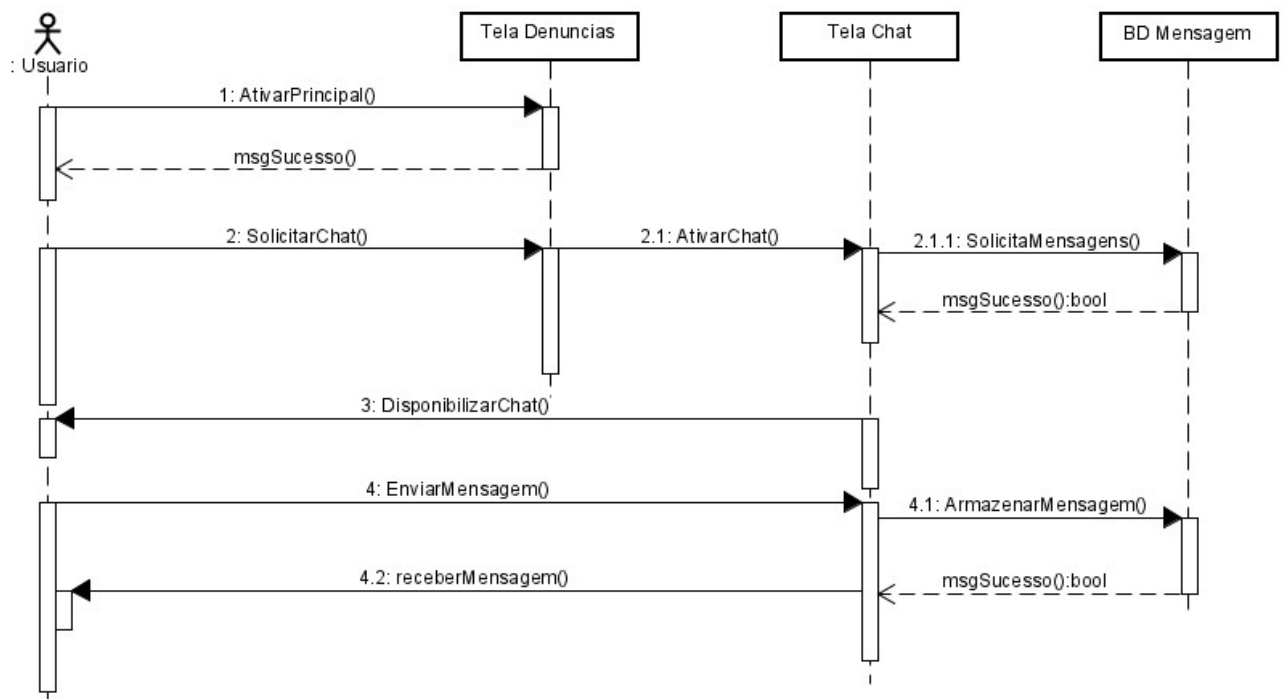 : Usuario
Tela Denuncias
Tela Chat
BD Mensagem
1: AtivarPrincipal()
msgSucesso()
2: SolicitarChat()
2.1: AtivarChat()
2.1.1: SolicitaMensagens()
msgSucesso():bool
3: DisponibilizarChat()
4: EnviarMensagem()
4.1: ArmazenarMensagem()
4.2: receberMensagem()
msgSucesso():bool